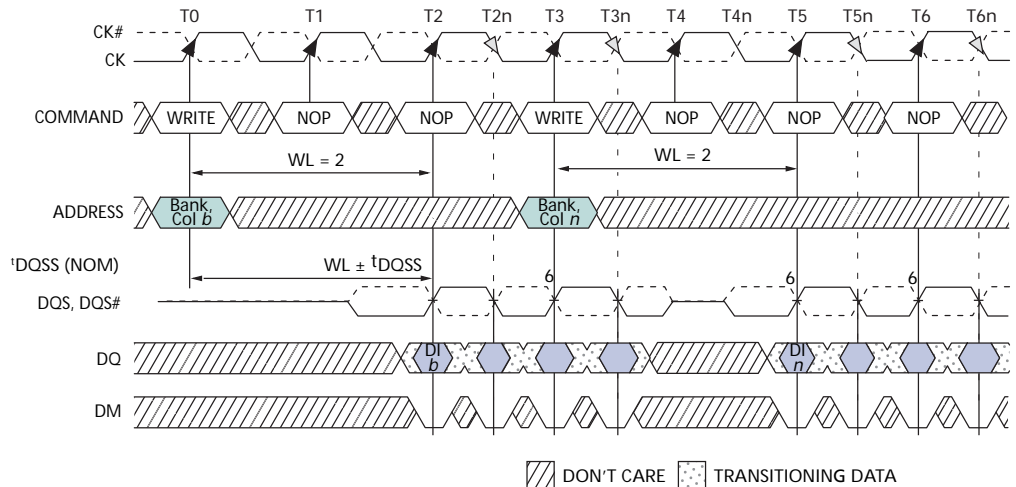 T0 T1 T2 T2n T3 T3n T4 T4n T5 T5n T6 T6n
CK#
CK
COMMAND WRITE NOP NOP WRITE NOP NOP NOP
WL = 2 WL = 2
ADDRESS Bank, Col b Bank, Col n
tDQSS (NOM) WL ± tDQSS 6 6 6
DQS, DQS#
DQ DI b DI n
DM
DON'T CARE TRANSITIONING DATA